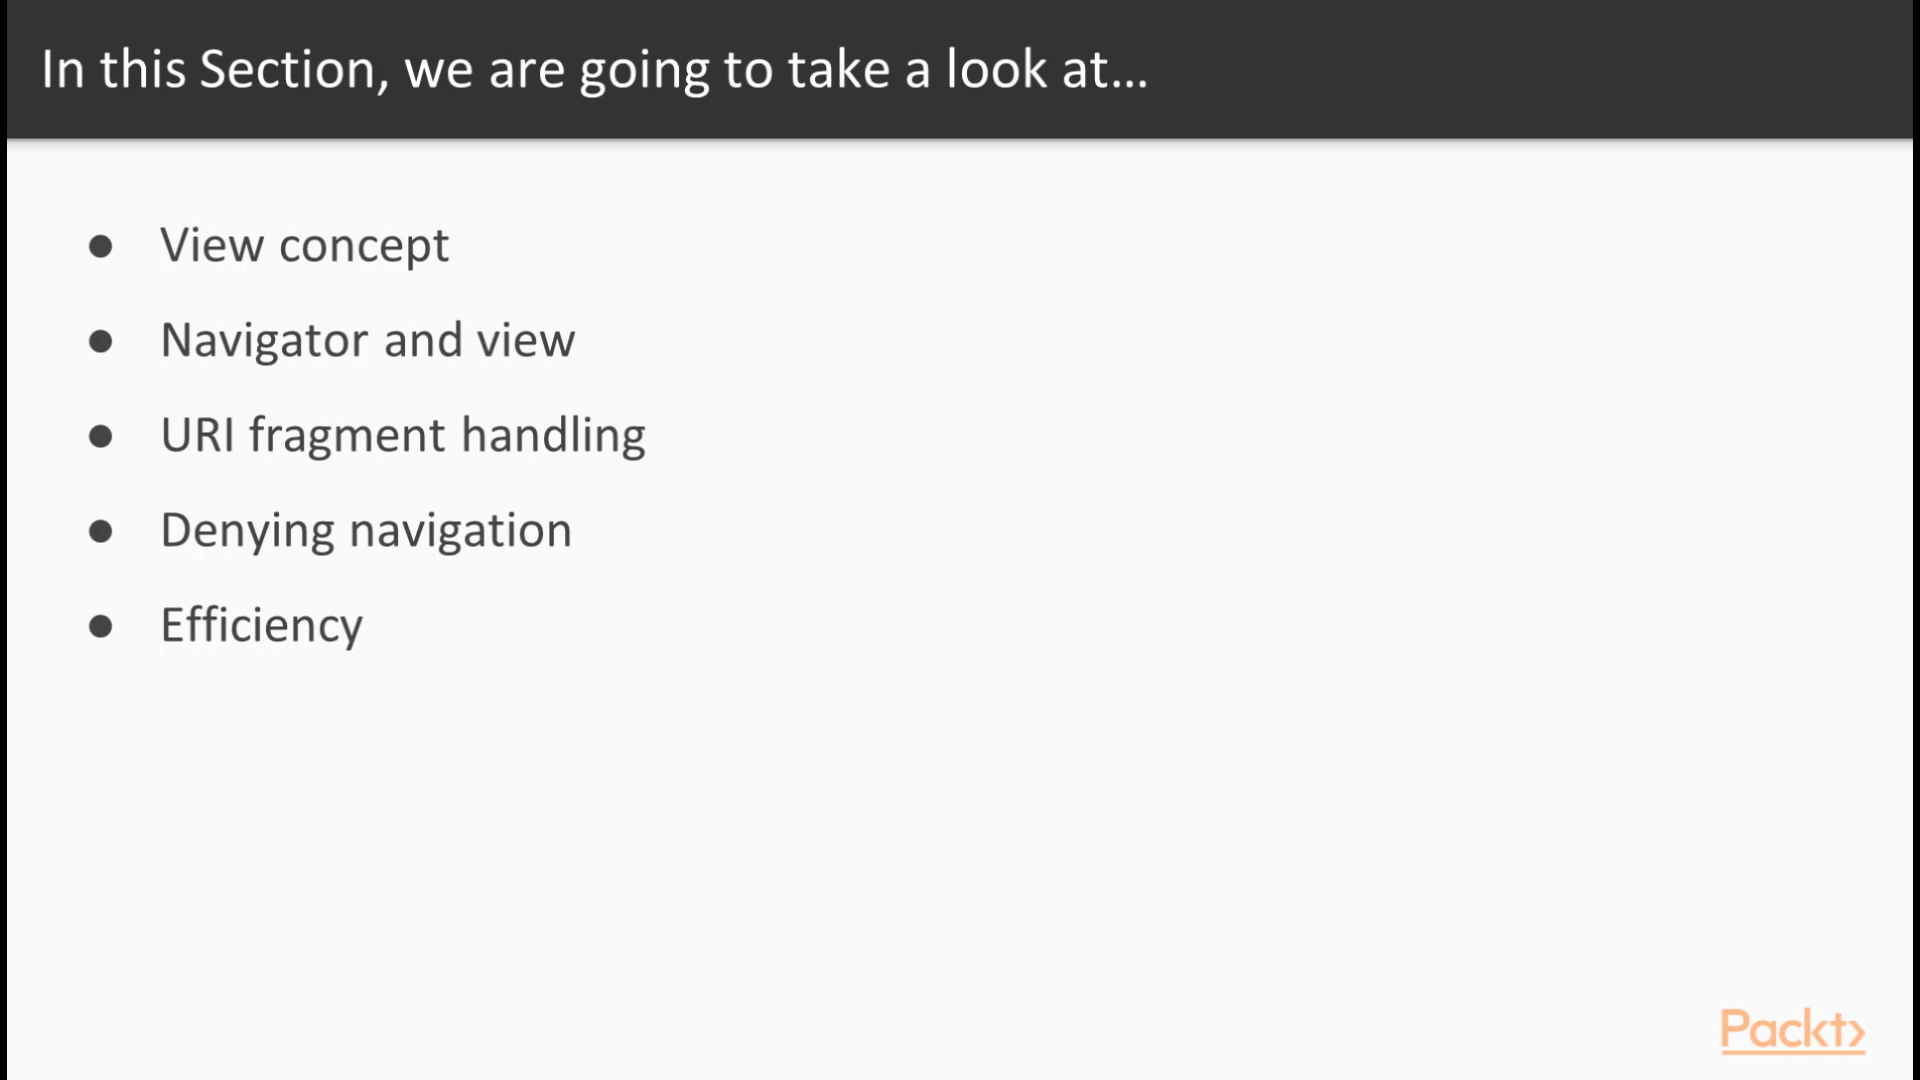 In this Section, we are going to take a look at...
● View concept
● Navigator and view
● URI fragment handling
● Denying navigation
● Efficiency
Packt>